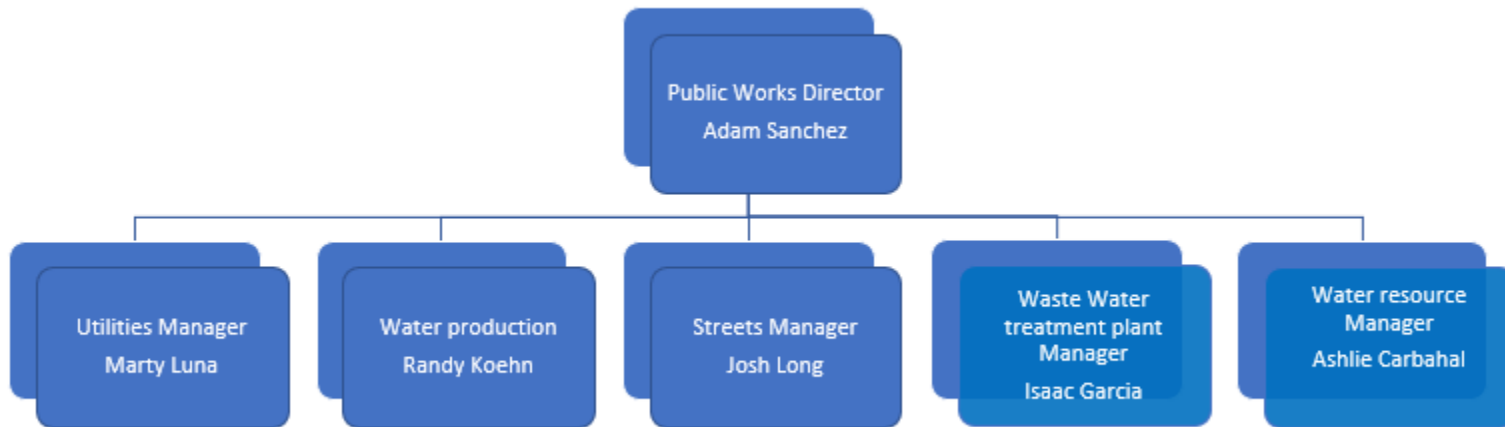 Public Works Director
Adam Sanchez
Utilities Manager
Marty Luna
Water production
Randy Koehn
Streets Manager
Josh Long
Waste Water
treatment plant
Manager
Isaac Garcia
Water resource
Manager
Ashlie Carbahal